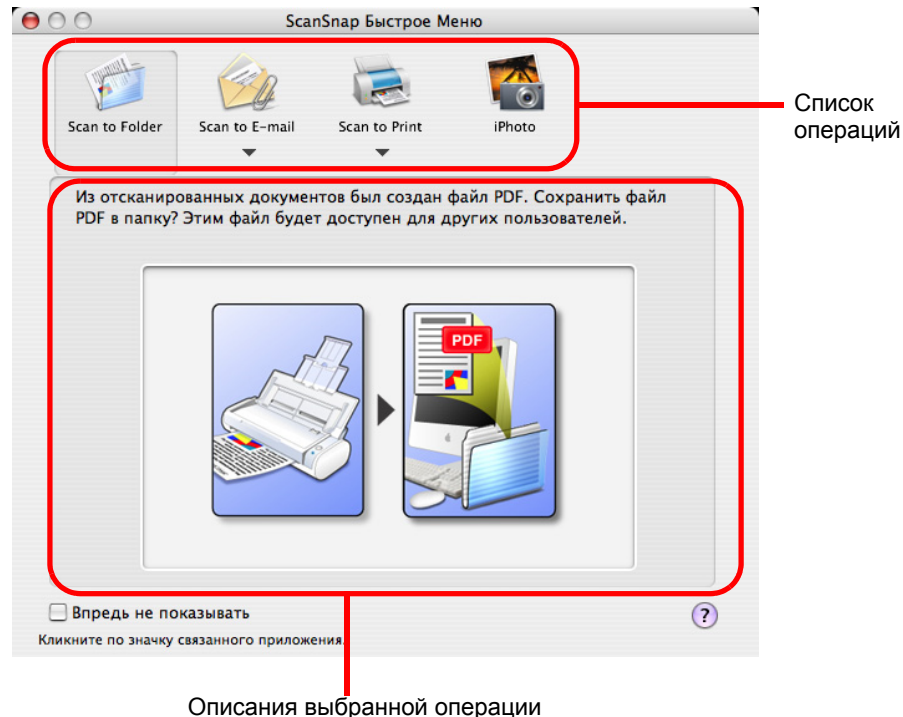 ScanSnap Быстрое Меню
Scan to Folder
Scan to E-mail
Scan to Print
iPhoto
Список
операций
Из отсканированных документов был создан файл PDF. Сохранить файл
PDF в папку? Этим файл будет доступен для других пользователей.
PDF
Впредь не показывать
?
Кликните по значку связанного приложения.
Описания выбранной операции